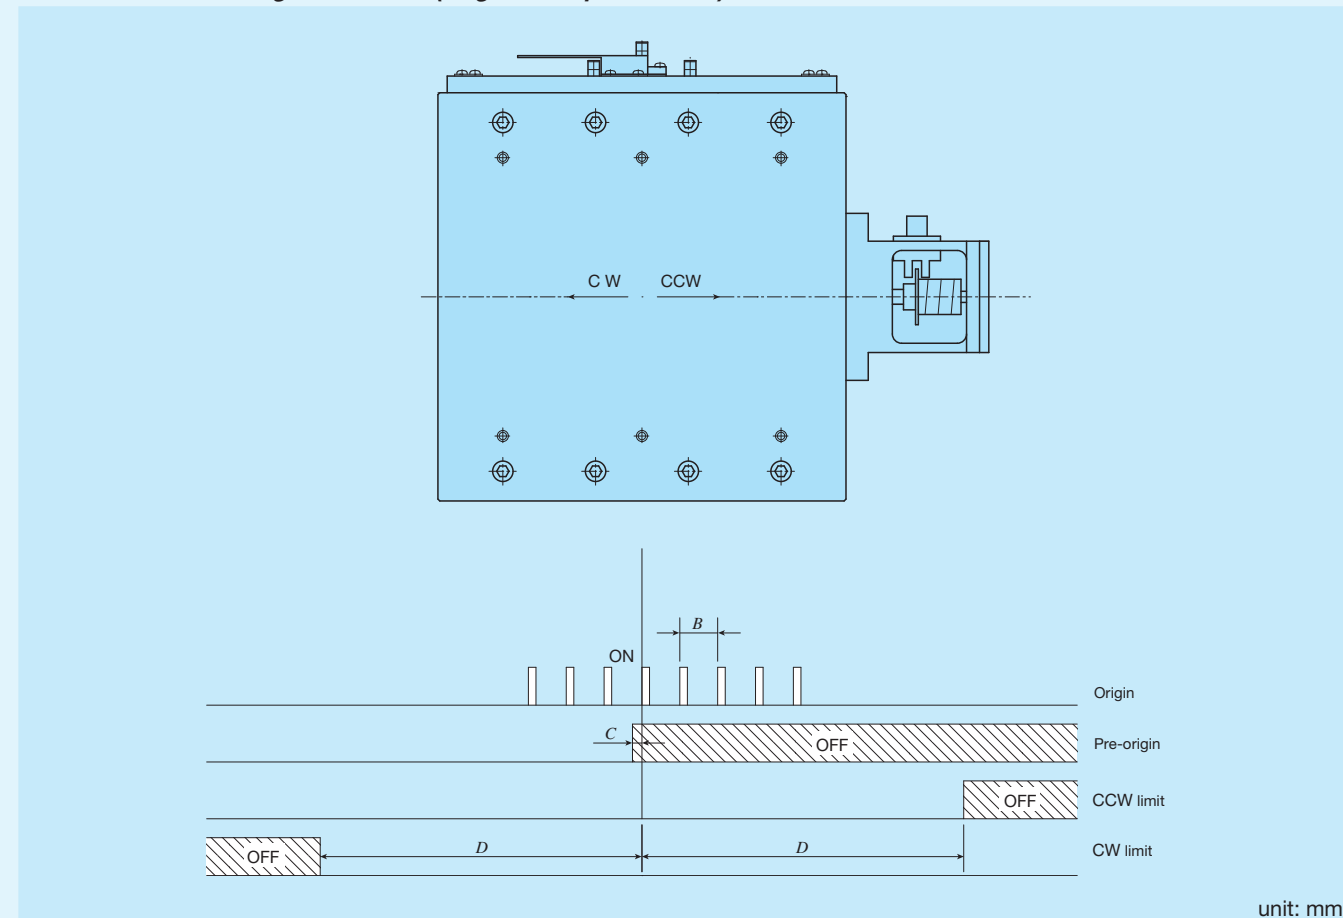 C W
CCW
B
ON
Origin
C
OFF
Pre-origin
OFF
CCW limit
OFF
D
D
CW limit
unit: mm